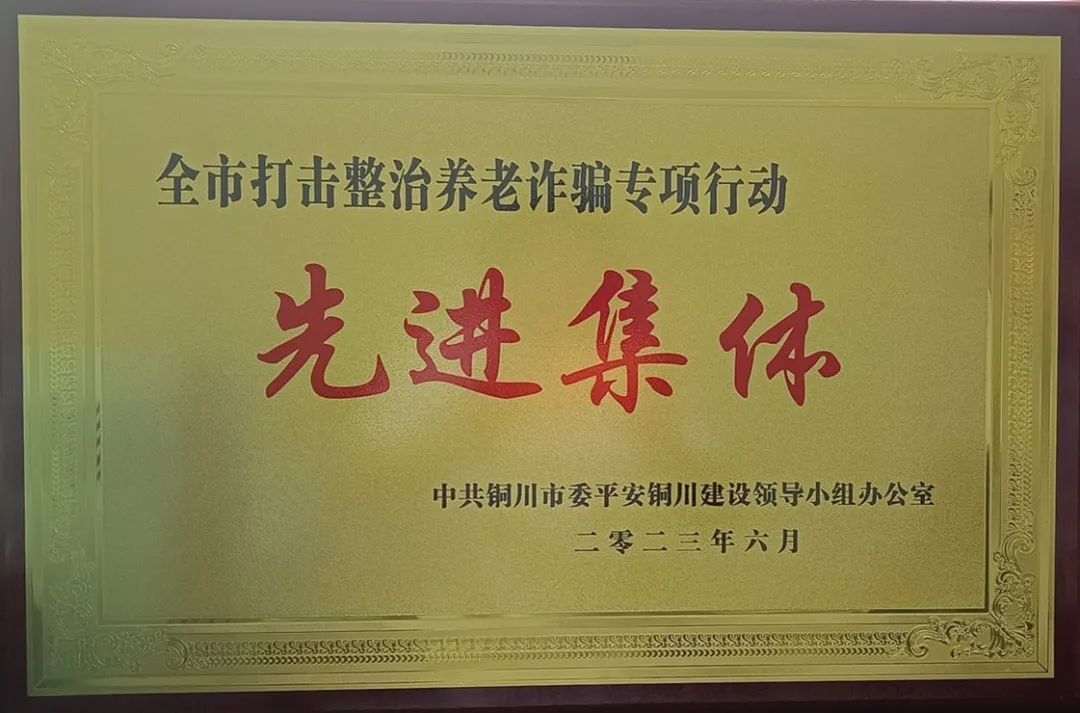 全市打击整治养老诈骗专项行动
先进集体
中共铜川市委平安铜川建设领导小组办公室
二零二三年六月